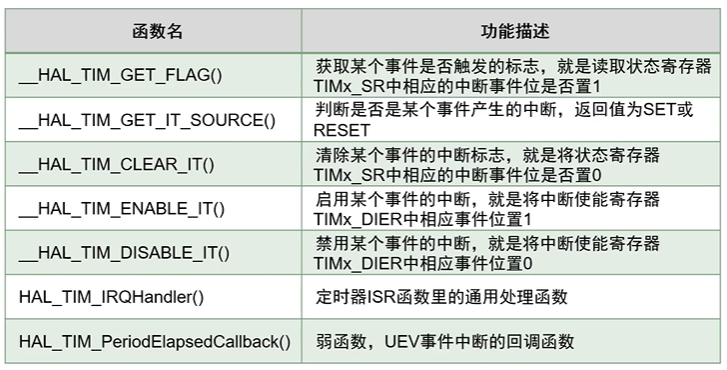 函数名 功能描述
__HAL_TIM_GET_FLAG() 获取某个事件是否触发的标志，就是读取状态寄存器
TIMx_SR中相应的中断事件位是否置1
__HAL_TIM_GET_IT_SOURCE() 判断是否是某个事件产生的中断，返回值为SET或
RESET
__HAL_TIM_CLEAR_IT() 清除某个事件的中断标志，就是将状态寄存器
TIMx_SR中相应的中断事件位是否置0
__HAL_TIM_ENABLE_IT() 启用某个事件的中断，就是将中断使能寄存器
TIMx_DIER中相应事件位置1
__HAL_TIM_DISABLE_IT() 禁用某个事件的中断，就是将中断使能寄存器
TIMx_DIER中相应事件位置0
HAL_TIM_IRQHandler() 定时器ISR函数里的通用处理函数
HAL_TIM_PeriodElapsedCallback() 弱函数，UEV事件中断的回调函数